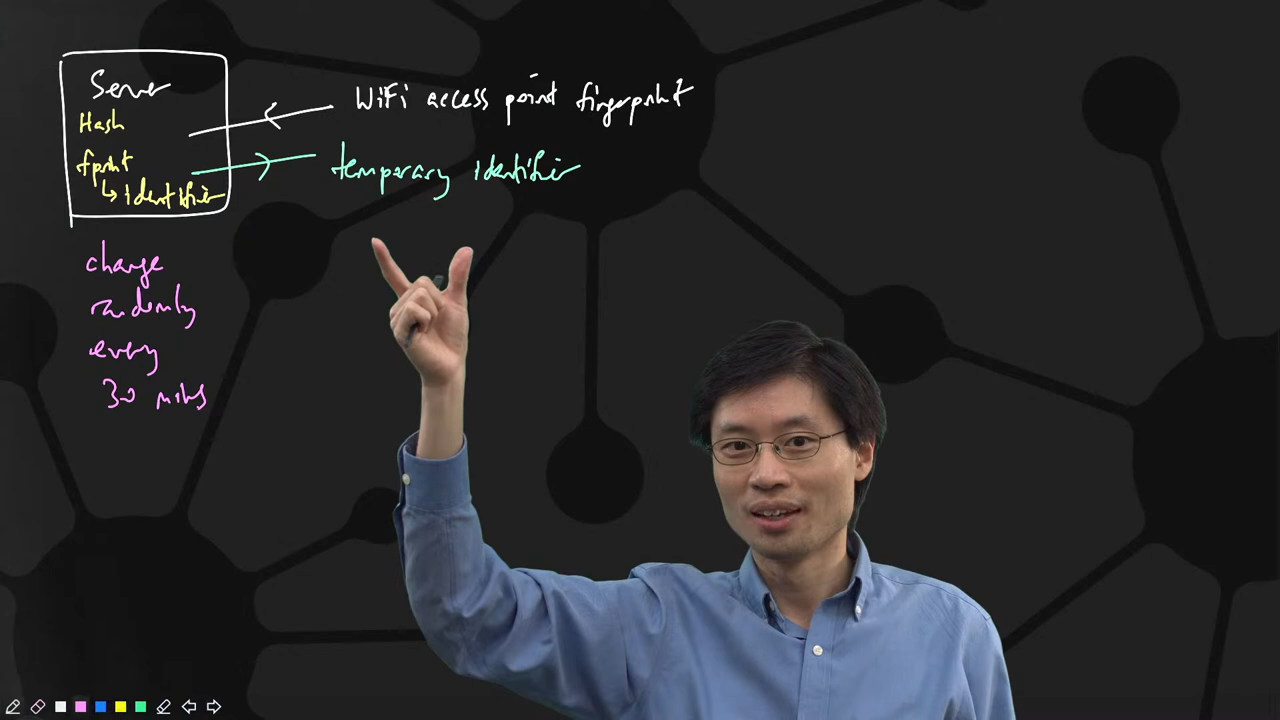 Server
Hash
fprint
↳ identifier
WiFi access point fingerprint
temporary identifier
change
randomly
every
30 mins